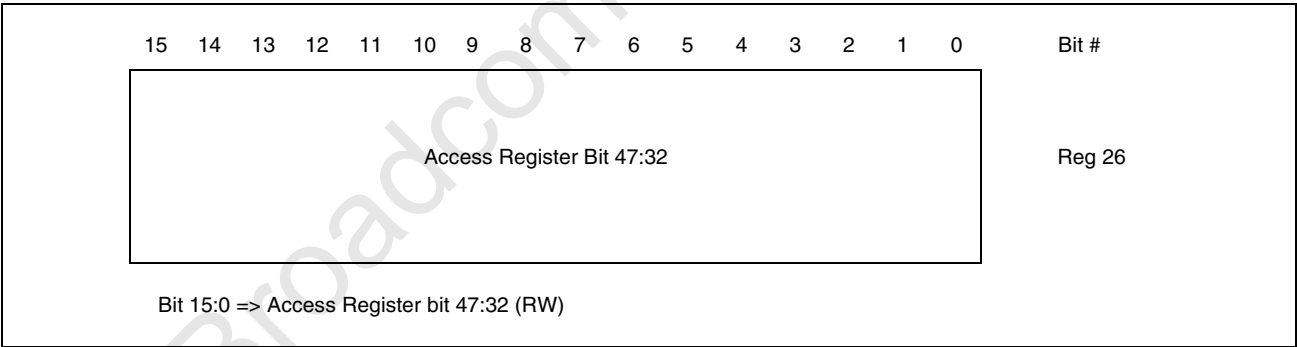 15 14 13 12 11 10 9 8 7 6 5 4 3 2 1 0 Bit #
Access Register Bit 47:32 Reg 26
Bit 15:0 => Access Register bit 47:32 (RW)
Broadcom